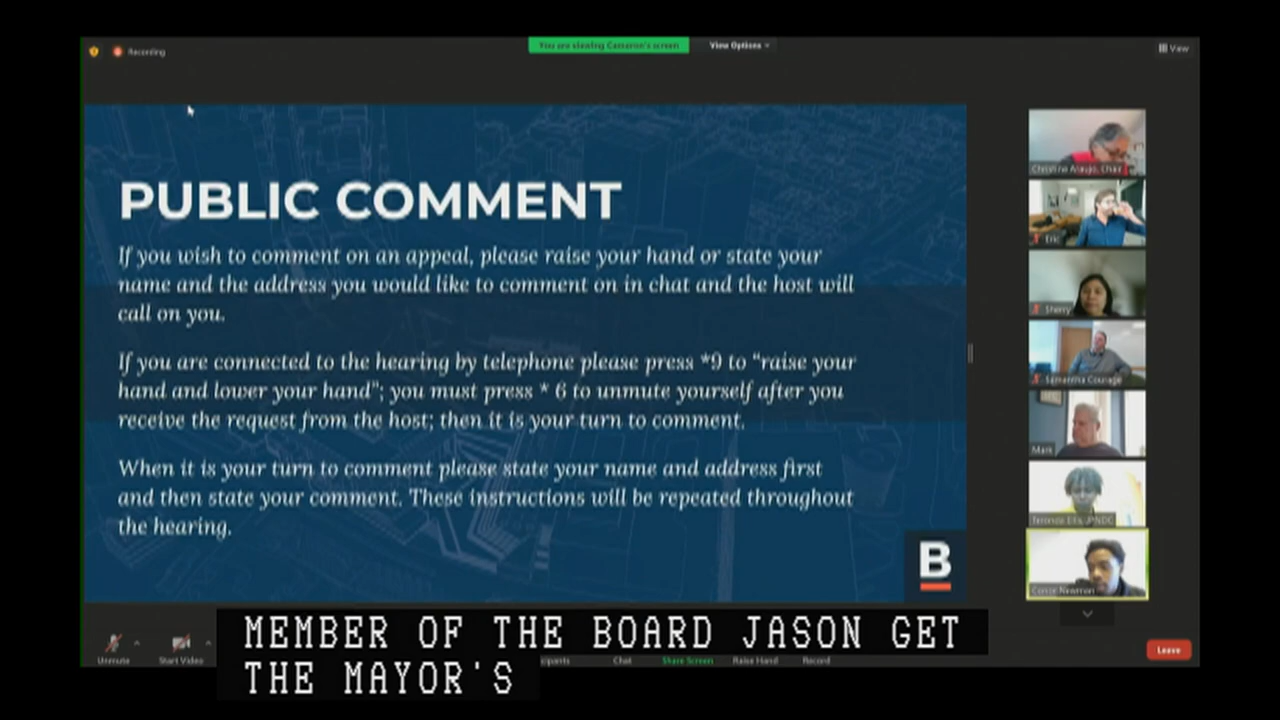 Recording
You are viewing Cameron's screen
View Options
View
PUBLIC COMMENT
If you wish to comment on an appeal, please raise your hand or state your
name and the address you would like to comment on in chat and the host will
call on you.
If you are connected to the hearing by telephone please press *9 to "raise your
hand and lower your hand"; you must press * 6 to unmute yourself after you
receive the request from the host; then it is your turn to comment.
When it is your turn to comment please state your name and address first
and then state your comment. These instructions will be repeated throughout
the hearing.
B
Christine Araujo, Chair
Eric
Sherry
Samantha Courage
Mark
JPNDC
Newman
Unmute
Start Video
Chat
Share Screen
Raise Hand
Record
Leave
MEMBER OF THE BOARD JASON GET
THE MAYOR'S